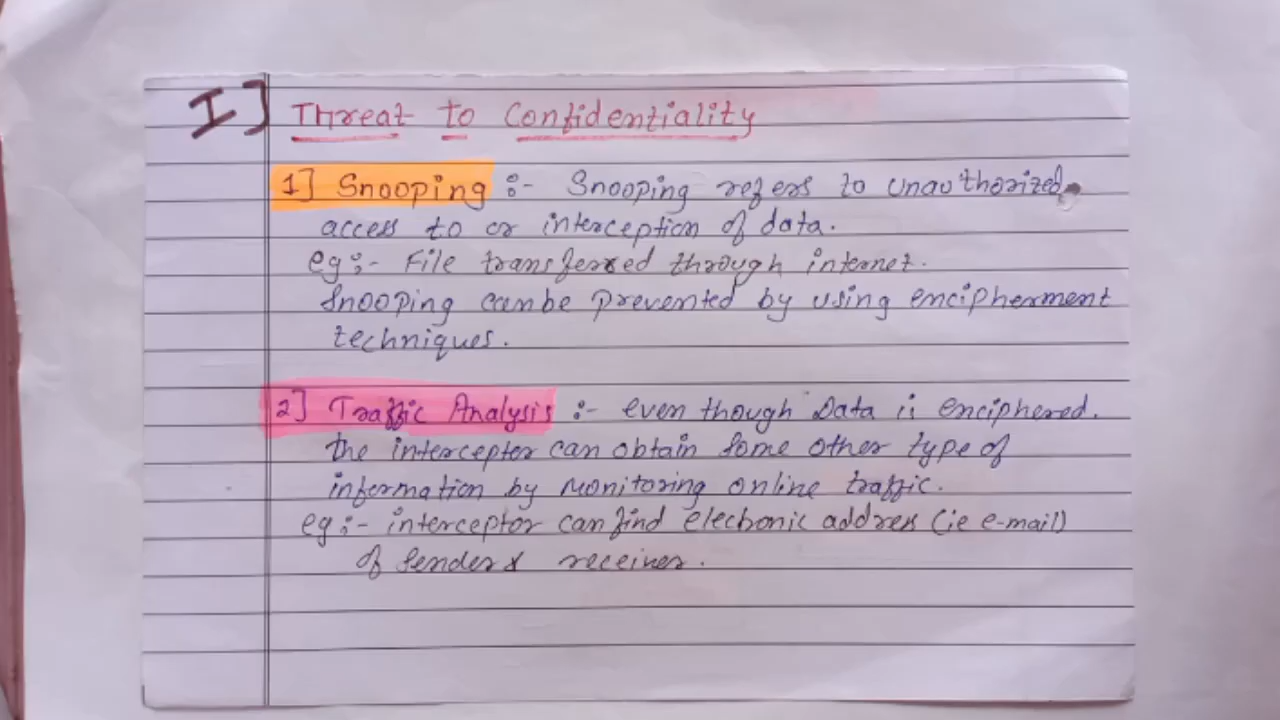 I] Threat to Confidentiality
1] Snooping :- Snooping refers to unauthorized
access to or interception of data.
eg :- File transferred through internet.
Snooping canbe prevented by using encipherment
techniques.
2] Traffic Analysis :- even though Data is enciphered.
the interceptor can obtain some other type of
information by monitoring online traffic.
eg :- interceptor can find electronic address (ie e-mail)
of sender & receiver.